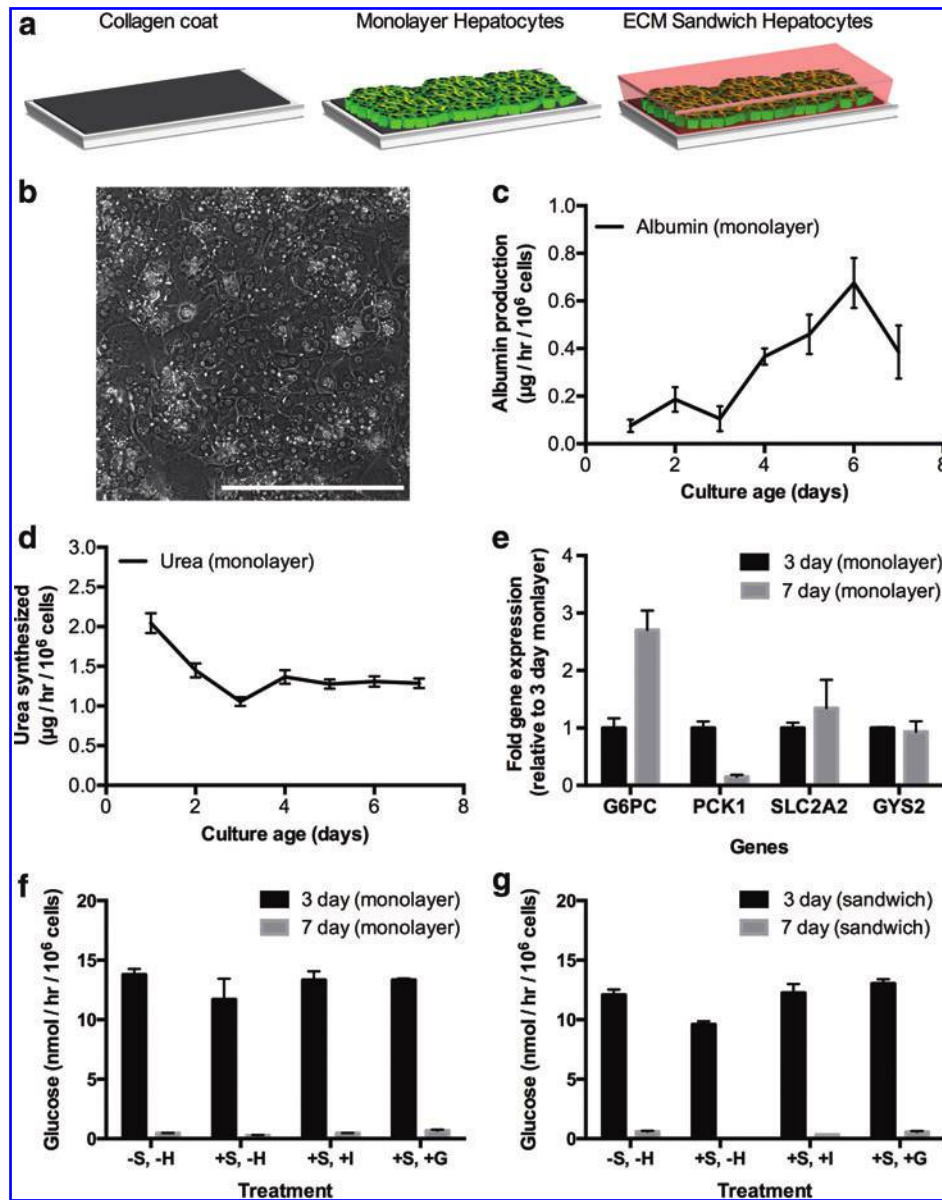 a
Collagen coat
Monolayer Hepatocytes
ECM Sandwich Hepatocytes
b
c
Albumin (monolayer)
Albumin production
(µg / hr / 10⁶ cells)
0.0
0.2
0.4
0.6
0.8
0
2
4
6
8
Culture age (days)
d
Urea (monolayer)
Urea synthesized
(µg / hr / 10⁶ cells)
3.0
2.5
2.0
1.5
1.0
1.5
0.0
0
2
4
6
8
Culture age (days)
e
3 day (monolayer)
7 day (monolayer)
Fold gene expression
(relative to 3 day monlayer)
4
3
2
1
0
G6PC
PCK1
SLC2A2
GYS2
Genes
f
3 day (monolayer)
7 day (monolayer)
Glucose (nmol / hr / 10⁶ cells)
20
15
10
5
0
-S, -H
+S, -H
+S, +I
+S, +G
Treatment
g
3 day (sandwich)
7 day (sandwich)
Glucose (nmol / hr / 10⁶ cells)
20
15
10
5
0
-S, -H
+S, -H
+S, +I
+S, +G
Treatment